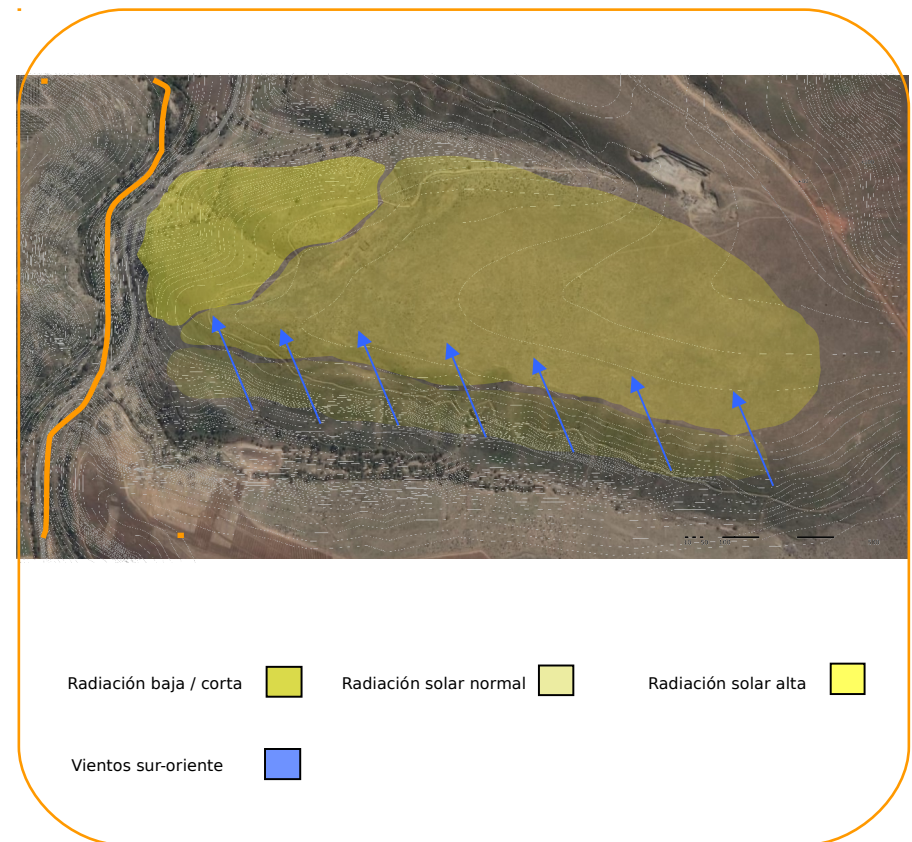 Radiación baja / corta
Radiación solar normal
Radiación solar alta
Vientos sur-oriente